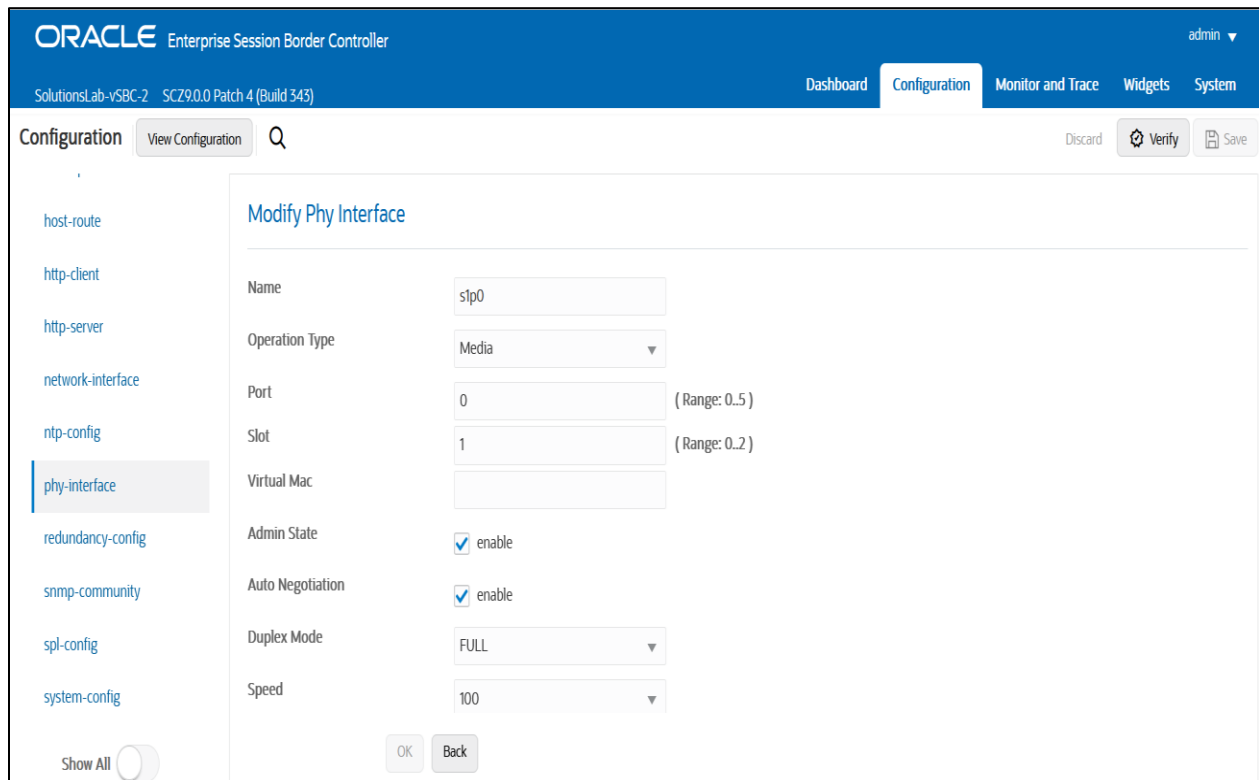 ORACLE Enterprise Session Border Controller
admin
SolutionsLab-vSBC-2 SCZ9.0.0 Patch 4 (Build 343)
Dashboard Configuration Monitor and Trace Widgets System
Configuration View Configuration Discard Verify Save
host-route
http-client
http-server
network-interface
ntp-config
phy-interface
redundancy-config
snmp-community
spl-config
system-config
Show All
Modify Phy Interface
Name s1p0
Operation Type Media
Port 0 ( Range: 0..5 )
Slot 1 ( Range: 0..2 )
Virtual Mac
Admin State enable
Auto Negotiation enable
Duplex Mode FULL
Speed 100
OK Back